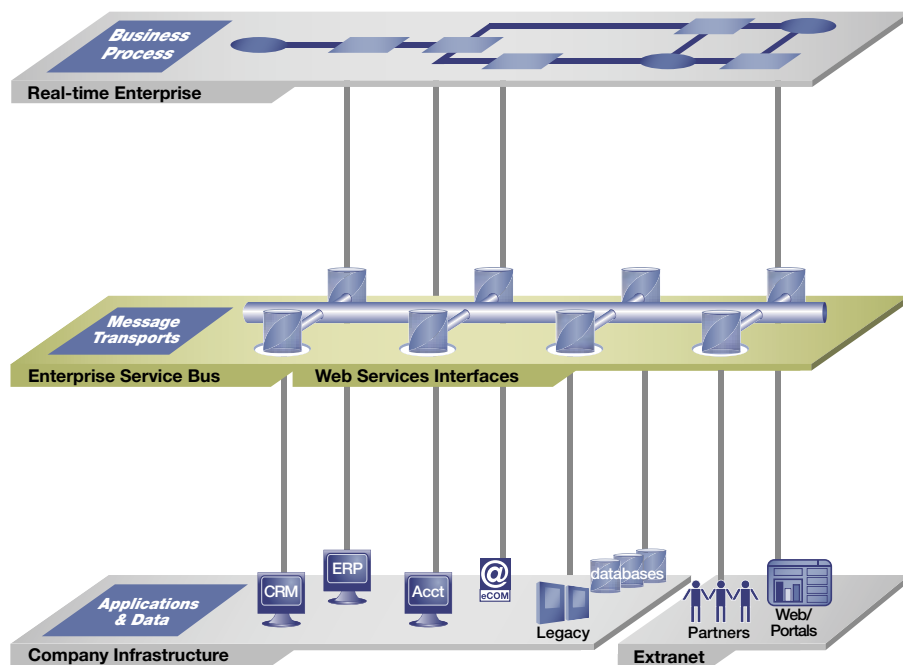 Business
Process
Real-time Enterprise
Message
Transports
Enterprise Service Bus
Web Services Interfaces
CRM
ERP
Acct
@
eCOM
Legacy
databases
Partners
Web/
Portals
Applications
& Data
Company Infrastructure
Extranet